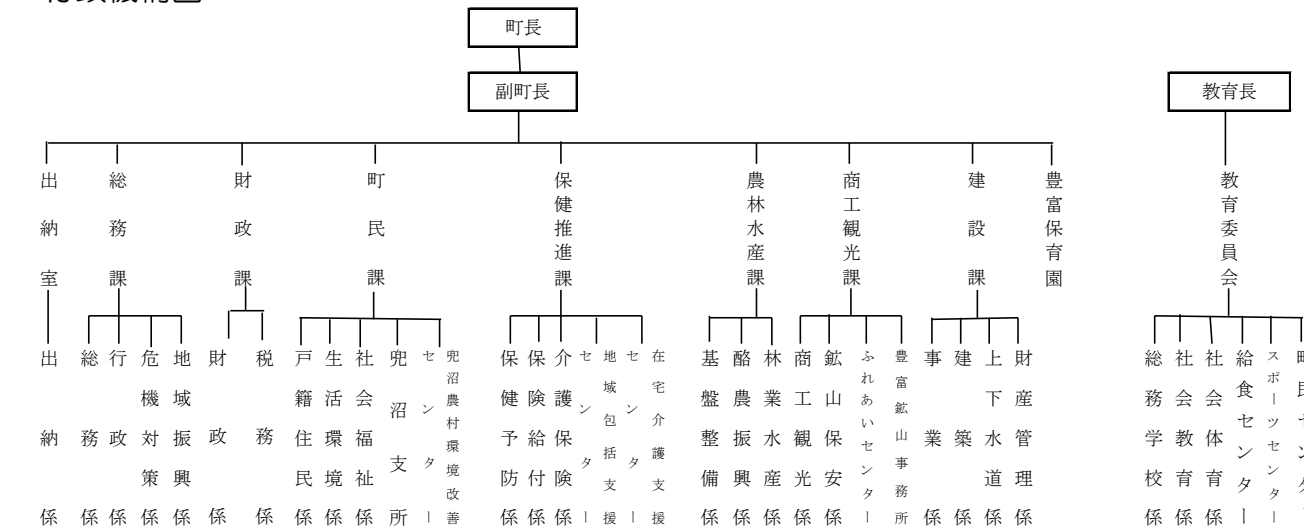 町長
副町長
教育長
出納室
総務課
財政課
町民課
保健推進課
農林水産課
商工観光課
建設課
豊富保育園
教育委員会
出納係
総務係
行政係
危機対策係
地域振興係
財政係
税務係
戸籍住民係
生活環境係
社会福祉係
兜沼支所
兜沼農村環境改善
センター
保健予防係
保険給付係
介護保険係
地域包括支援
センター
在宅介護支援
センター
基盤整備係
酪農振興係
林業水産係
商工観光係
鉱山保安係
ふれあいセンター
豊富鉱山事務所
事業係
建築係
上下水道係
財産管理係
総務学校係
社会教育係
社会体育係
給食センター
スポーツセンター